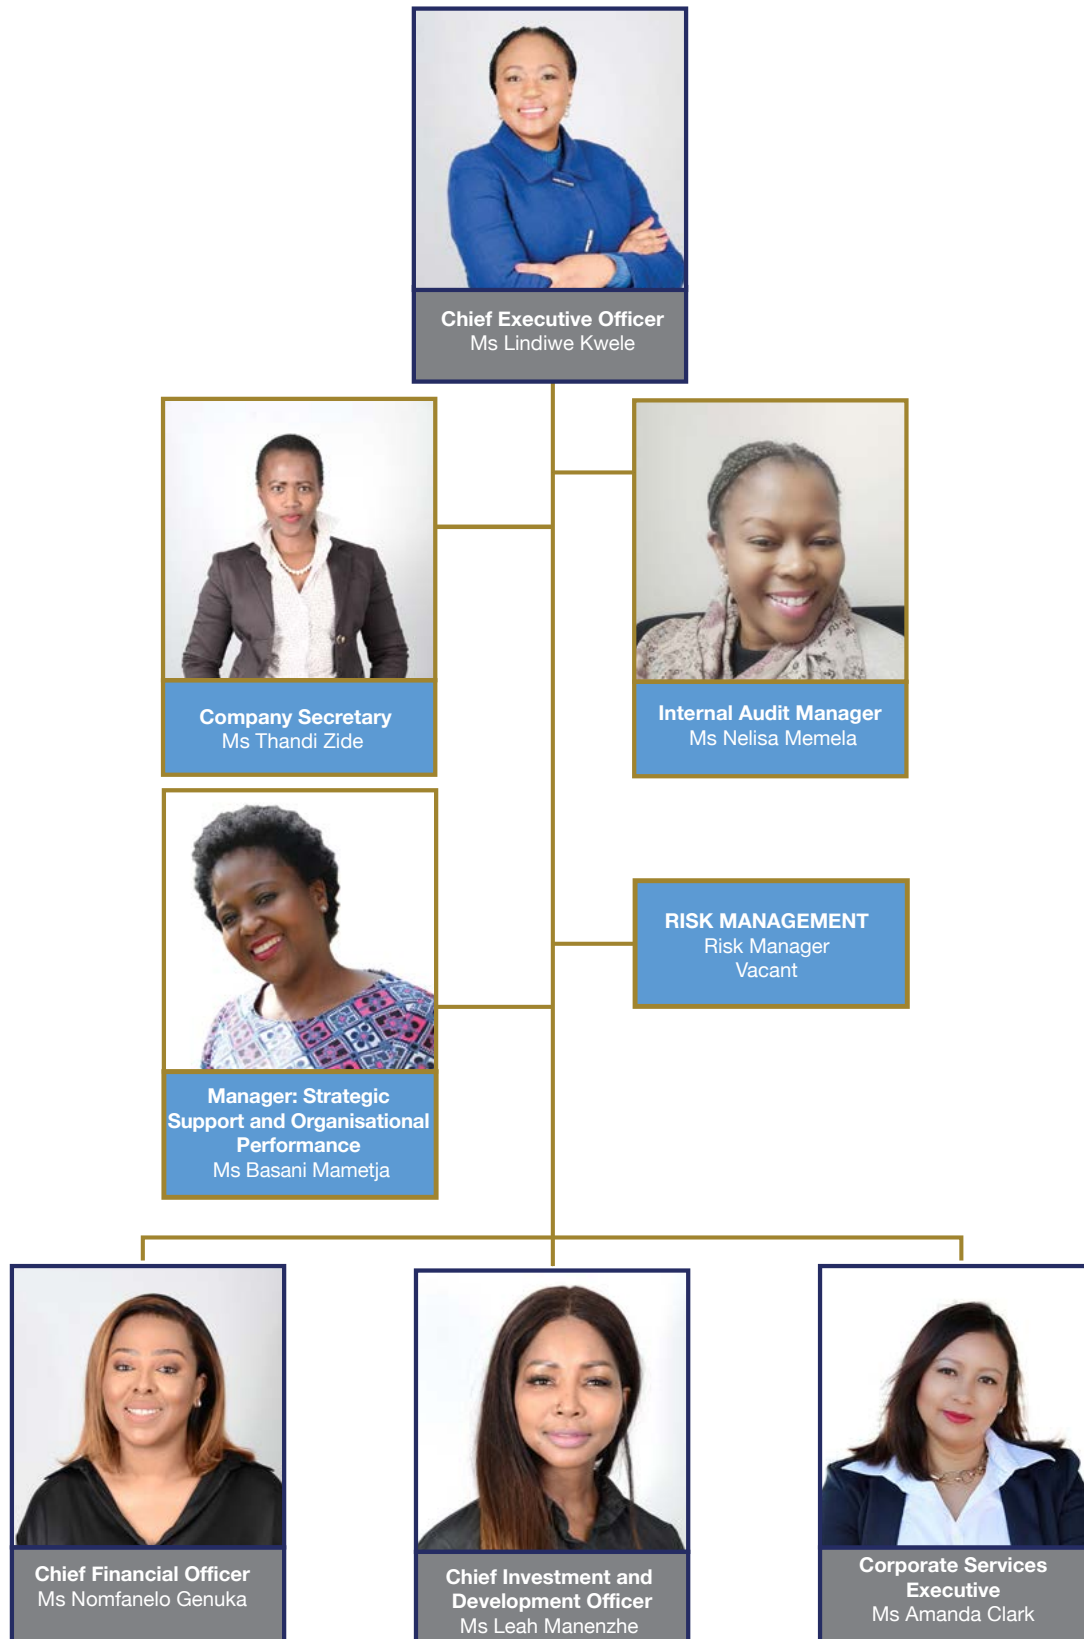 Chief Executive Officer
Ms Lindiwe Kwele
Company Secretary
Ms Thandi Zide
Internal Audit Manager
Ms Nelisa Memela
Manager: Strategic
Support and Organisational
Performance
Ms Basani Mametja
RISK MANAGEMENT
Risk Manager
Vacant
Chief Financial Officer
Ms Nomfanelo Genuka
Chief Investment and
Development Officer
Ms Leah Manenzhe
Corporate Services
Executive
Ms Amanda Clark